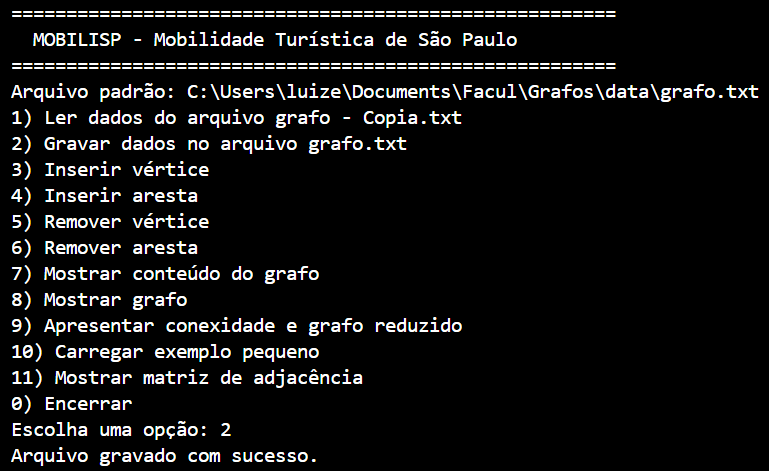 =======================================================
MOBILISP - Mobilidade Turística de São Paulo
=======================================================
Arquivo padrão: C:\Users\luize\Documents\Facul\Grafos\data\grafo.txt
1) Ler dados do arquivo grafo - Copia.txt
2) Gravar dados no arquivo grafo.txt
3) Inserir vértice
4) Inserir aresta
5) Remover vértice
6) Remover aresta
7) Mostrar conteúdo do grafo
8) Mostrar grafo
9) Apresentar conexidade e grafo reduzido
10) Carregar exemplo pequeno
11) Mostrar matriz de adjacência
0) Encerrar
Escolha uma opção: 2
Arquivo gravado com sucesso.